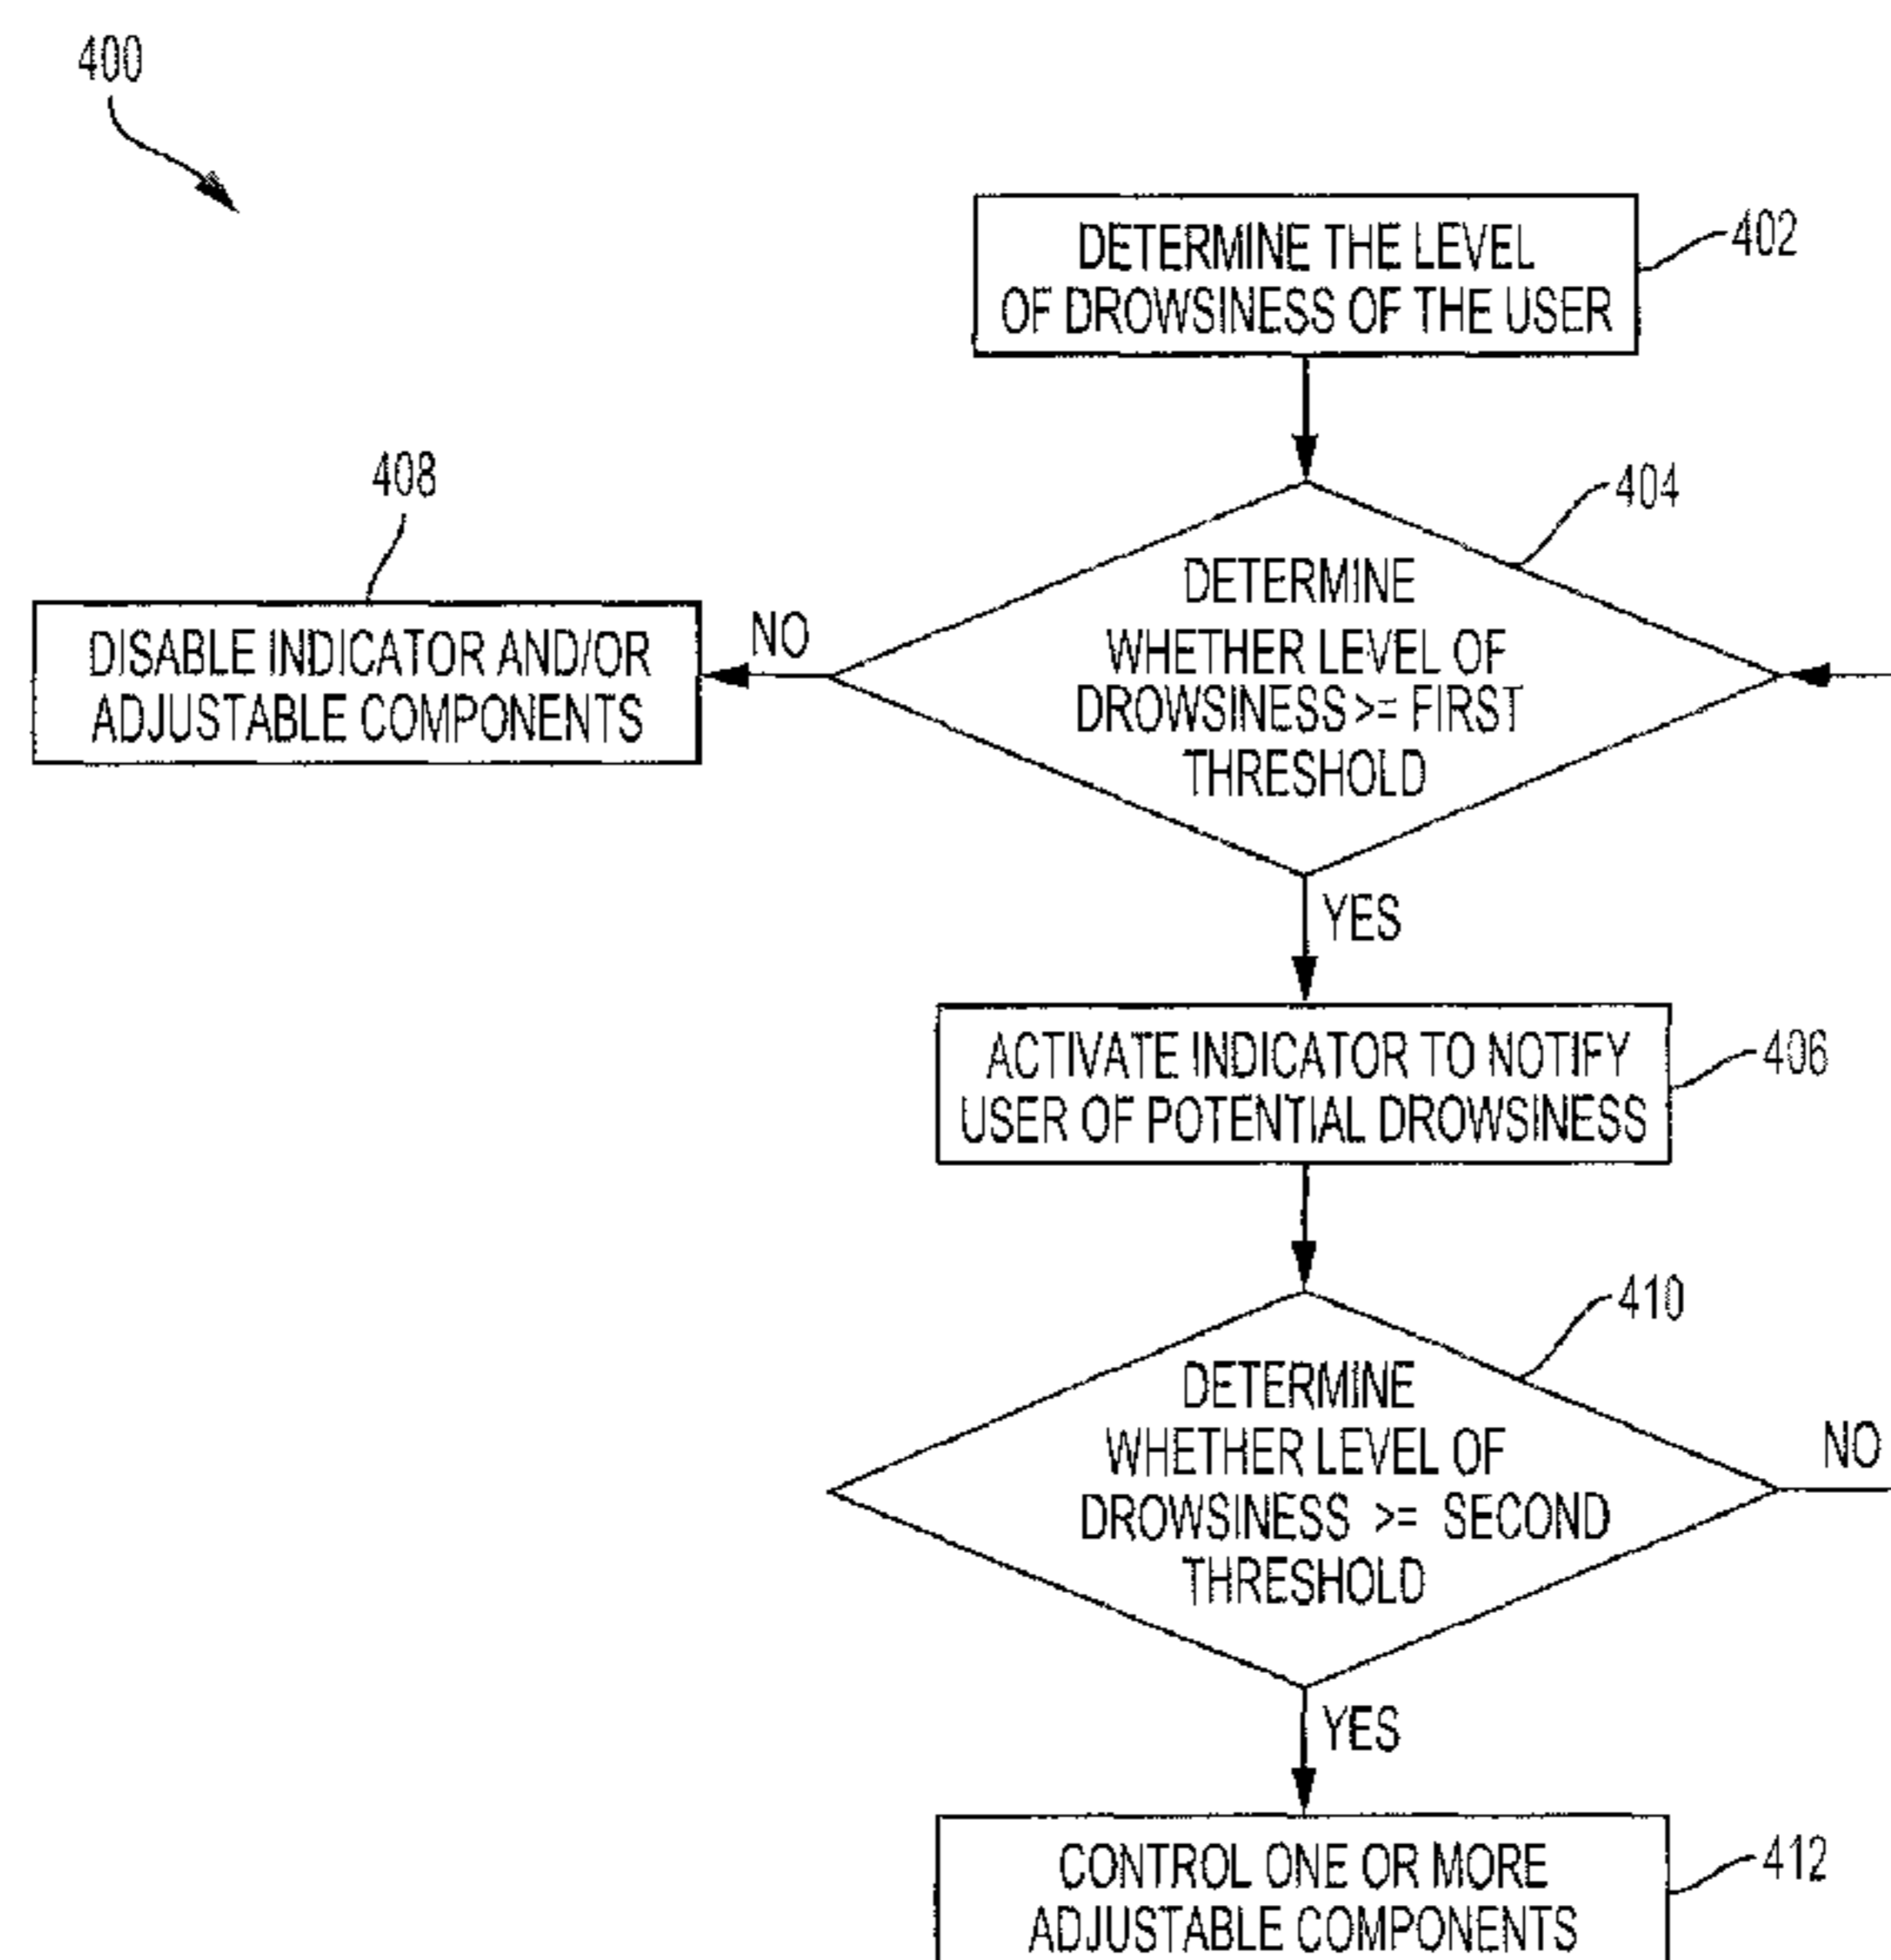 400
DETERMINE THE LEVEL
OF DROWSINESS OF THE USER
402
408
404
DISABLE INDICATOR AND/OR
ADJUSTABLE COMPONENTS
NO
DETERMINE
WHETHER LEVEL OF
DROWSINESS >= FIRST
THRESHOLD
YES
ACTIVATE INDICATOR TO NOTIFY
USER OF POTENTIAL DROWSINESS
406
410
DETERMINE
WHETHER LEVEL OF
DROWSINESS >= SECOND
THRESHOLD
NO
YES
CONTROL ONE OR MORE
ADJUSTABLE COMPONENTS
412